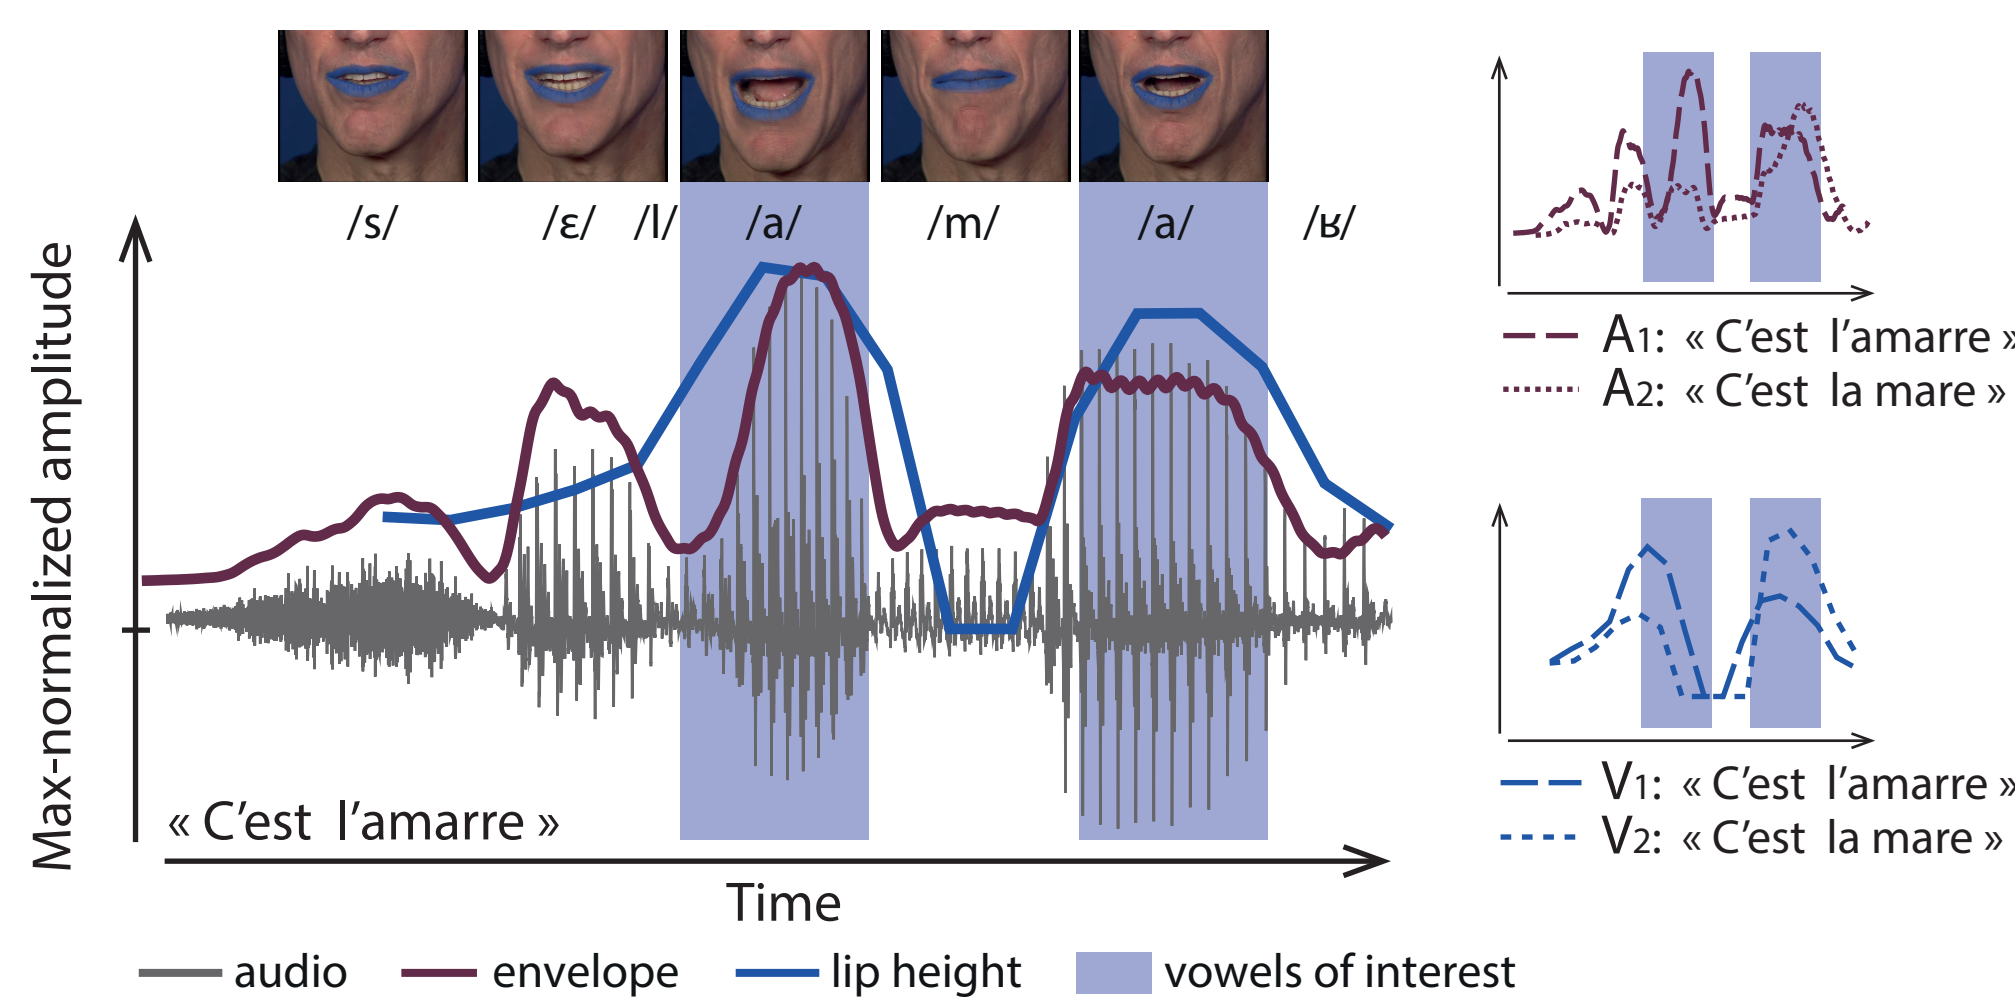 /s/ /ɛ/ /l/ /a/ /m/ /a/ /ʁ/
Max-normalized amplitude
« C’est l’amarre »
Time
audio envelope lip height vowels of interest
A1: « C’est l’amarre »
A2: « C’est la mare »
V1: « C’est l’amarre »
V2: « C’est la mare »